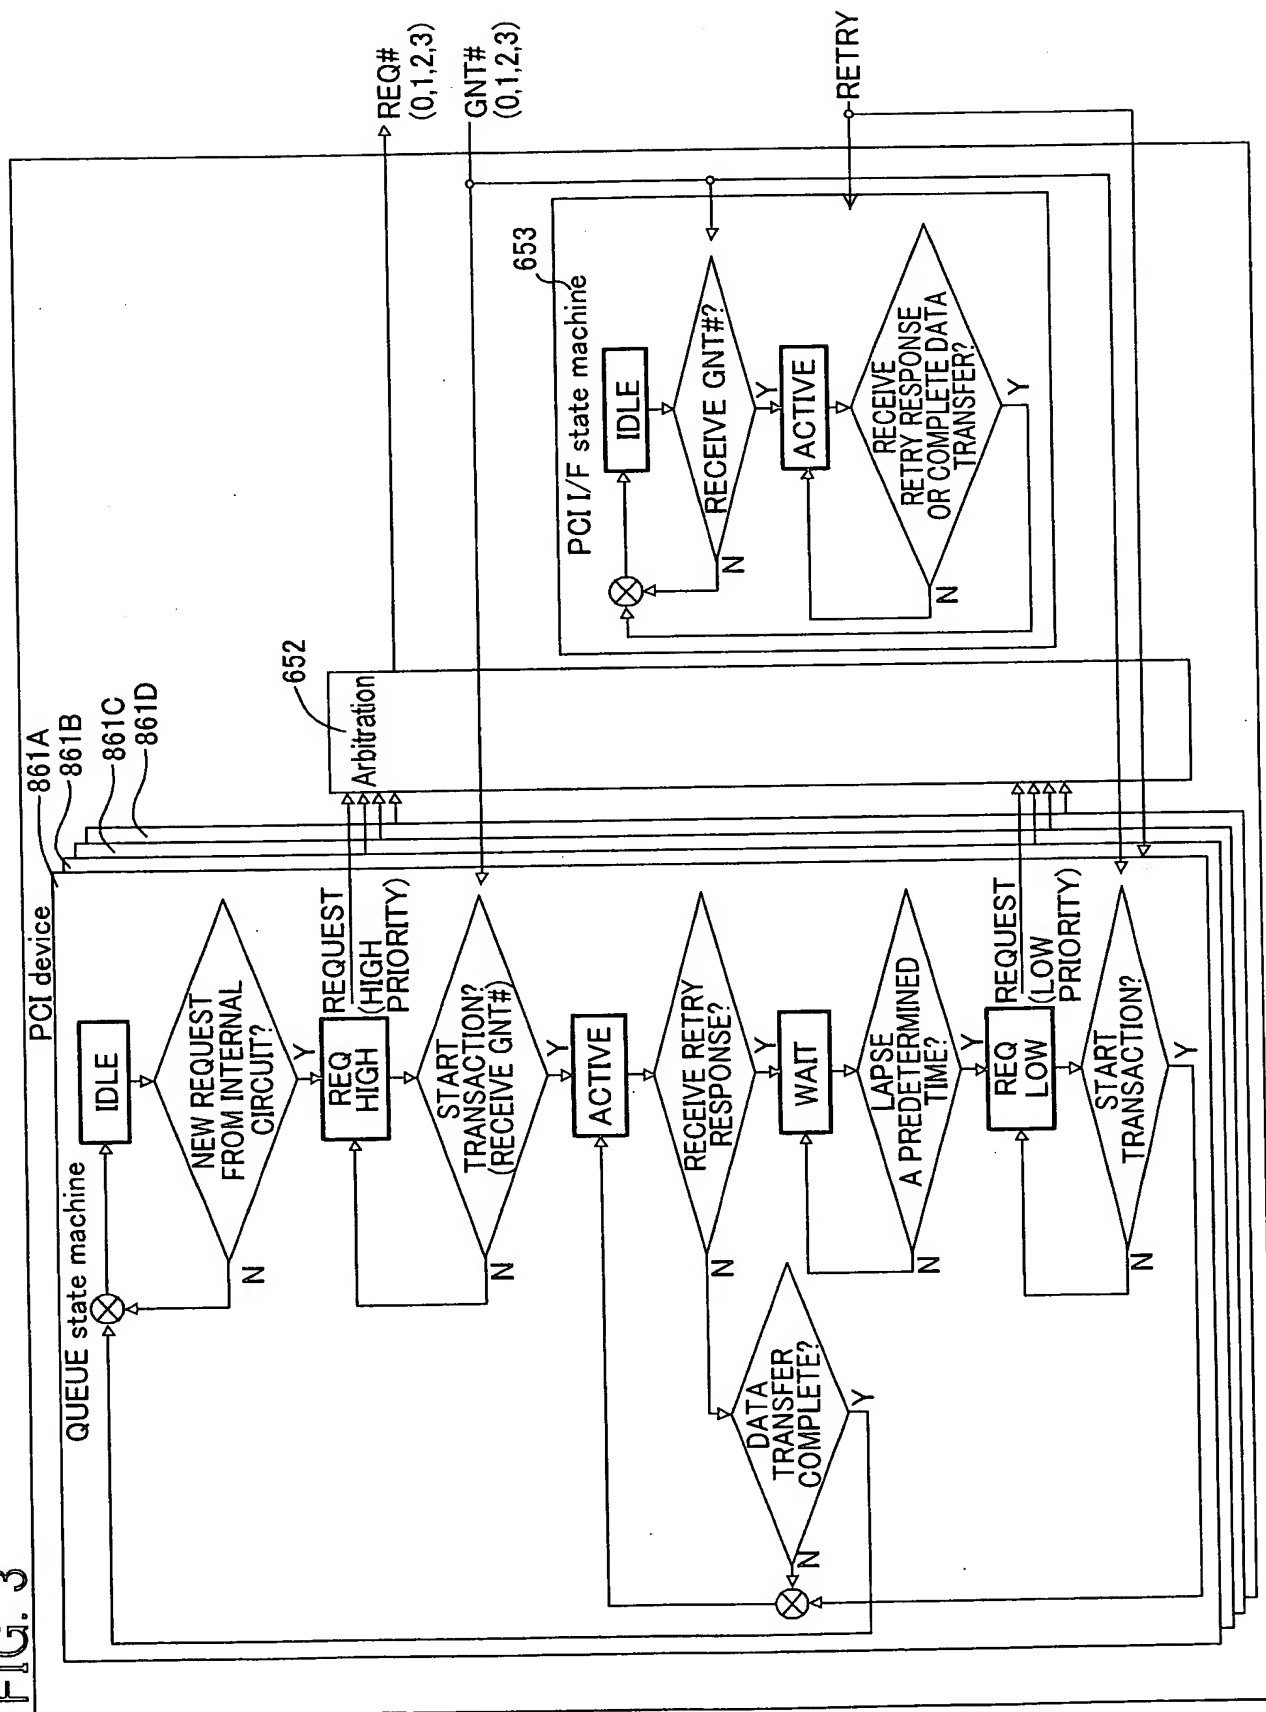 FIG. 3
PCI device
861A
861B
861C
861D
QUEUE state machine
IDLE
NEW REQUEST
FROM INTERNAL
CIRCUIT?
N
Y
REQ
HIGH
REQUEST
(HIGH
PRIORITY)
START
TRANSACTION?
(RECEIVE GNT#)
N
Y
ACTIVE
RECEIVE RETRY
RESPONSE?
N
Y
DATA
TRANSFER
COMPLETE?
N
Y
WAIT
LAPSE
A PREDETERMINED
TIME?
N
Y
REQ
LOW
REQUEST
(LOW
PRIORITY)
START
TRANSACTION?
N
Y
652
Arbitration
653
PCI I/F state machine
IDLE
RECEIVE GNT#?
N
Y
ACTIVE
RECEIVE
RETRY RESPONSE
OR COMPLETE DATA
TRANSFER?
N
Y
REQ#
(0,1,2,3)
GNT#
(0,1,2,3)
RETRY